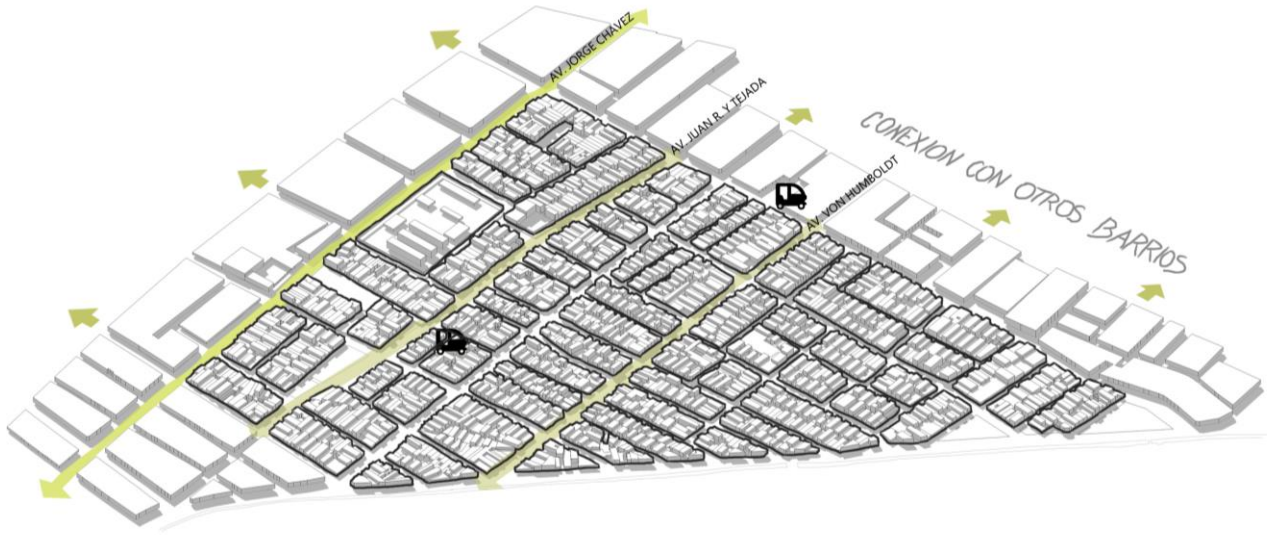 AV. JORGE CHAVEZ
AV. JUAN R. Y TEJADA
AV. VON HUMBOLDT
CONEXION CON OTROS BARRIOS